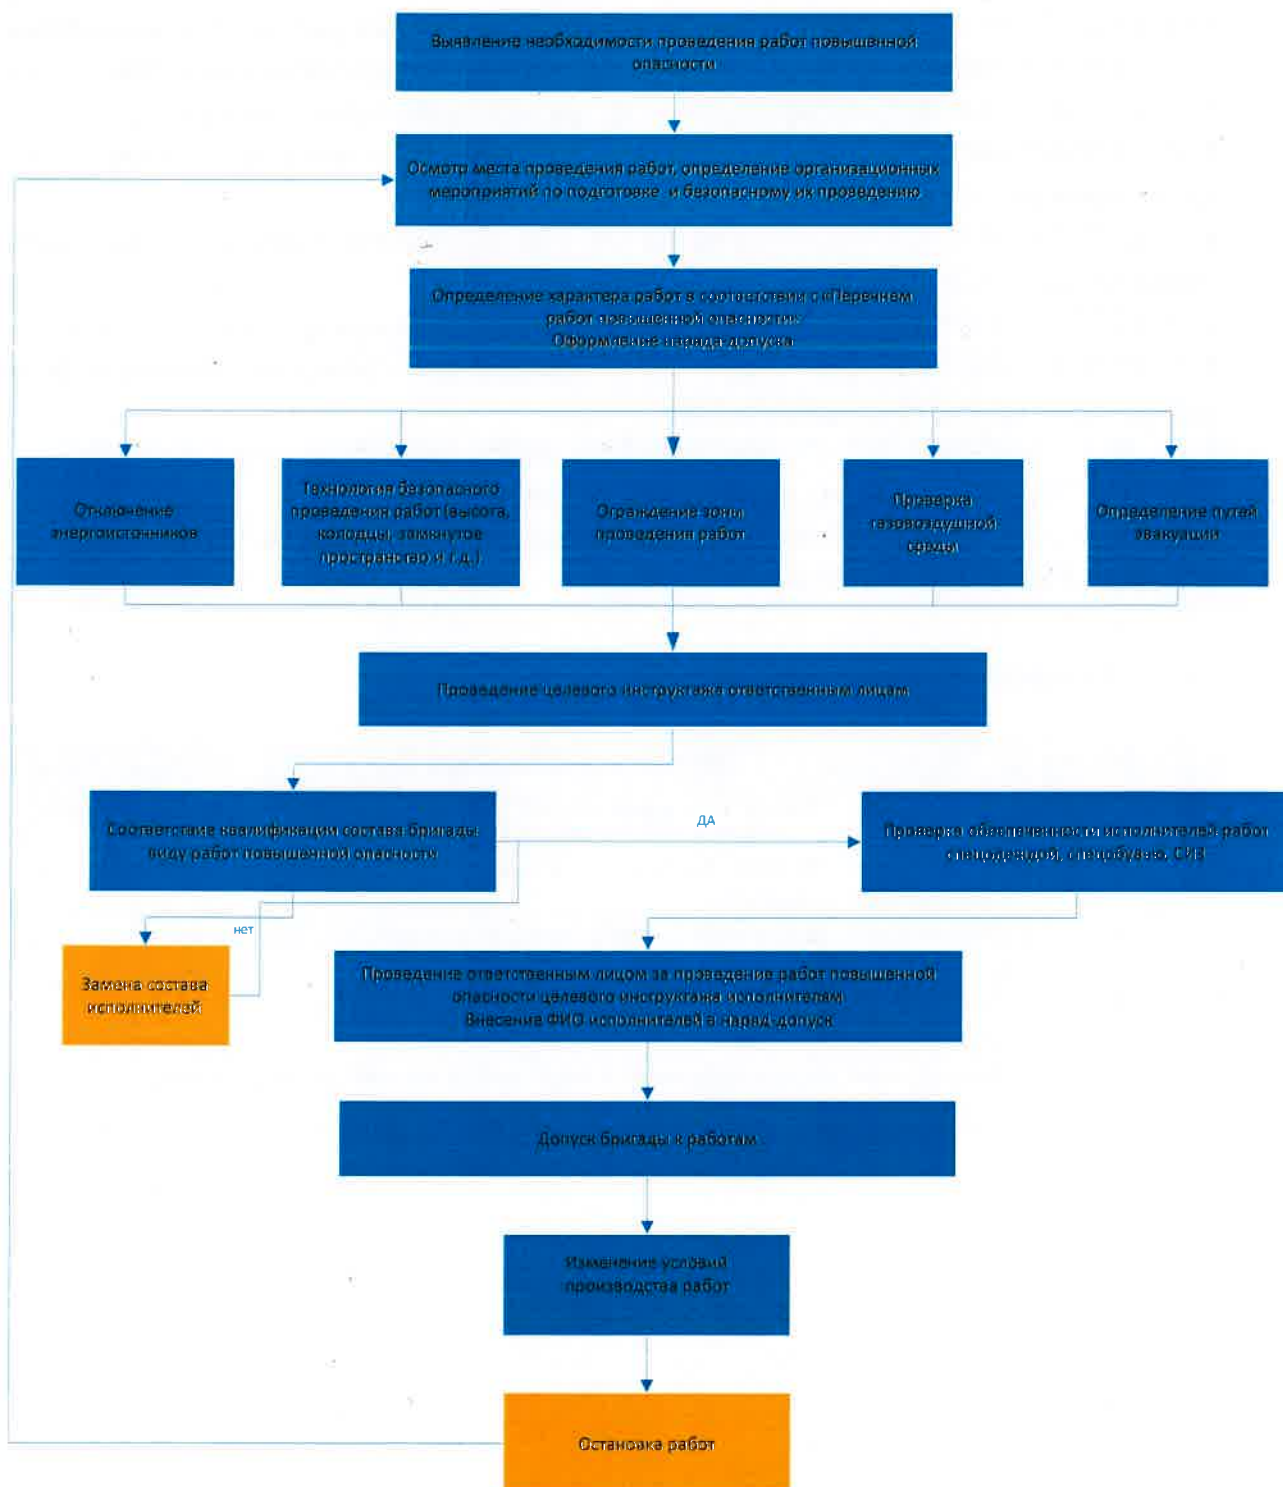 Выявление необходимости проведения работ повышенной
опасности
Осмотр места проведения работ, определение организационных
мероприятий по подготовке и безопасному их проведению
Определение характера работ в соответствии с «Перечнем
работ повышенной опасности»
Оформление наряда-допуска
Отключение
энергоисточников
Технология безопасного
проведения работ (высота,
колодцы, замкнутое
пространство и т.д.)
Ограждение зоны
проведения работ
Проверка
газовоздушной
среды
Определение путей
эвакуации
Проведение целевого инструктажа ответственным лицам
Соответствие квалификации состава бригады
виду работ повышенной опасности
ДА
Проверка обеспеченности исполнителей работ
спецодеждой, спецобувью, СИЗ
нет
Замена состава
исполнителей
Проведение ответственным лицом за проведение работ повышенной
опасности целевого инструктажа исполнителям
Внесение ФИО исполнителей в наряд-допуск
Допуск бригады к работам
Изменение условий
производства работ
Остановка работ